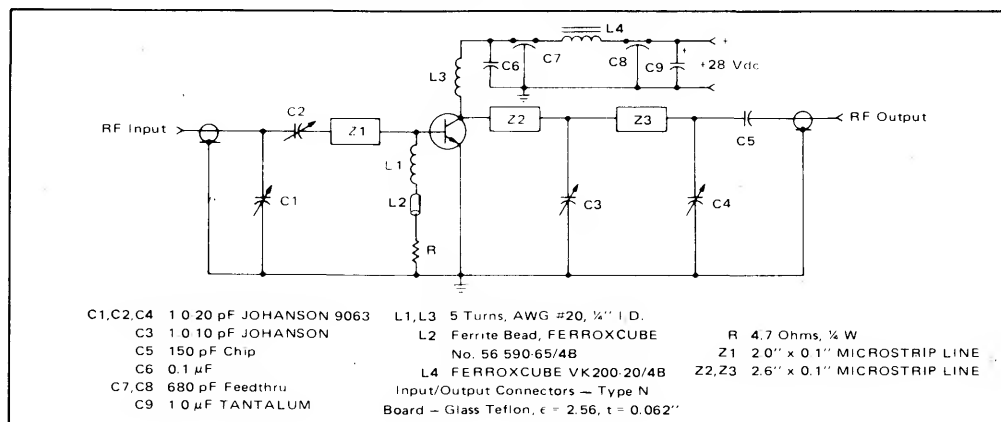 L4
C6
C7
C8
C9
+
+
+28 Vdc
L3
C2
RF Input
Z1
Z2
Z3
RF Output
C5
L1
L2
C1
R
C3
C4
C1,C2,C4 1 0 20 pF JOHANSON 9063
C3 1.0 10 pF JOHANSON
C5 150 pF Chip
C6 0.1 µF
C7,C8 680 pF Feedthru
C9 1 0 µF TANTALUM
L1,L3 5 Turns, AWG #20, ¼" I.D.
L2 Ferrite Bead, FERROXCUBE
No. 56 590-65/4B
L4 FERROXCUBE VK200-20/4B
Input/Output Connectors – Type N
Board – Glass Teflon, ϵ = 2.56, t = 0.062"
R 4.7 Ohms, ¼ W
Z1 2.0" x 0.1" MICROSTRIP LINE
Z2,Z3 2.6" x 0.1" MICROSTRIP LINE